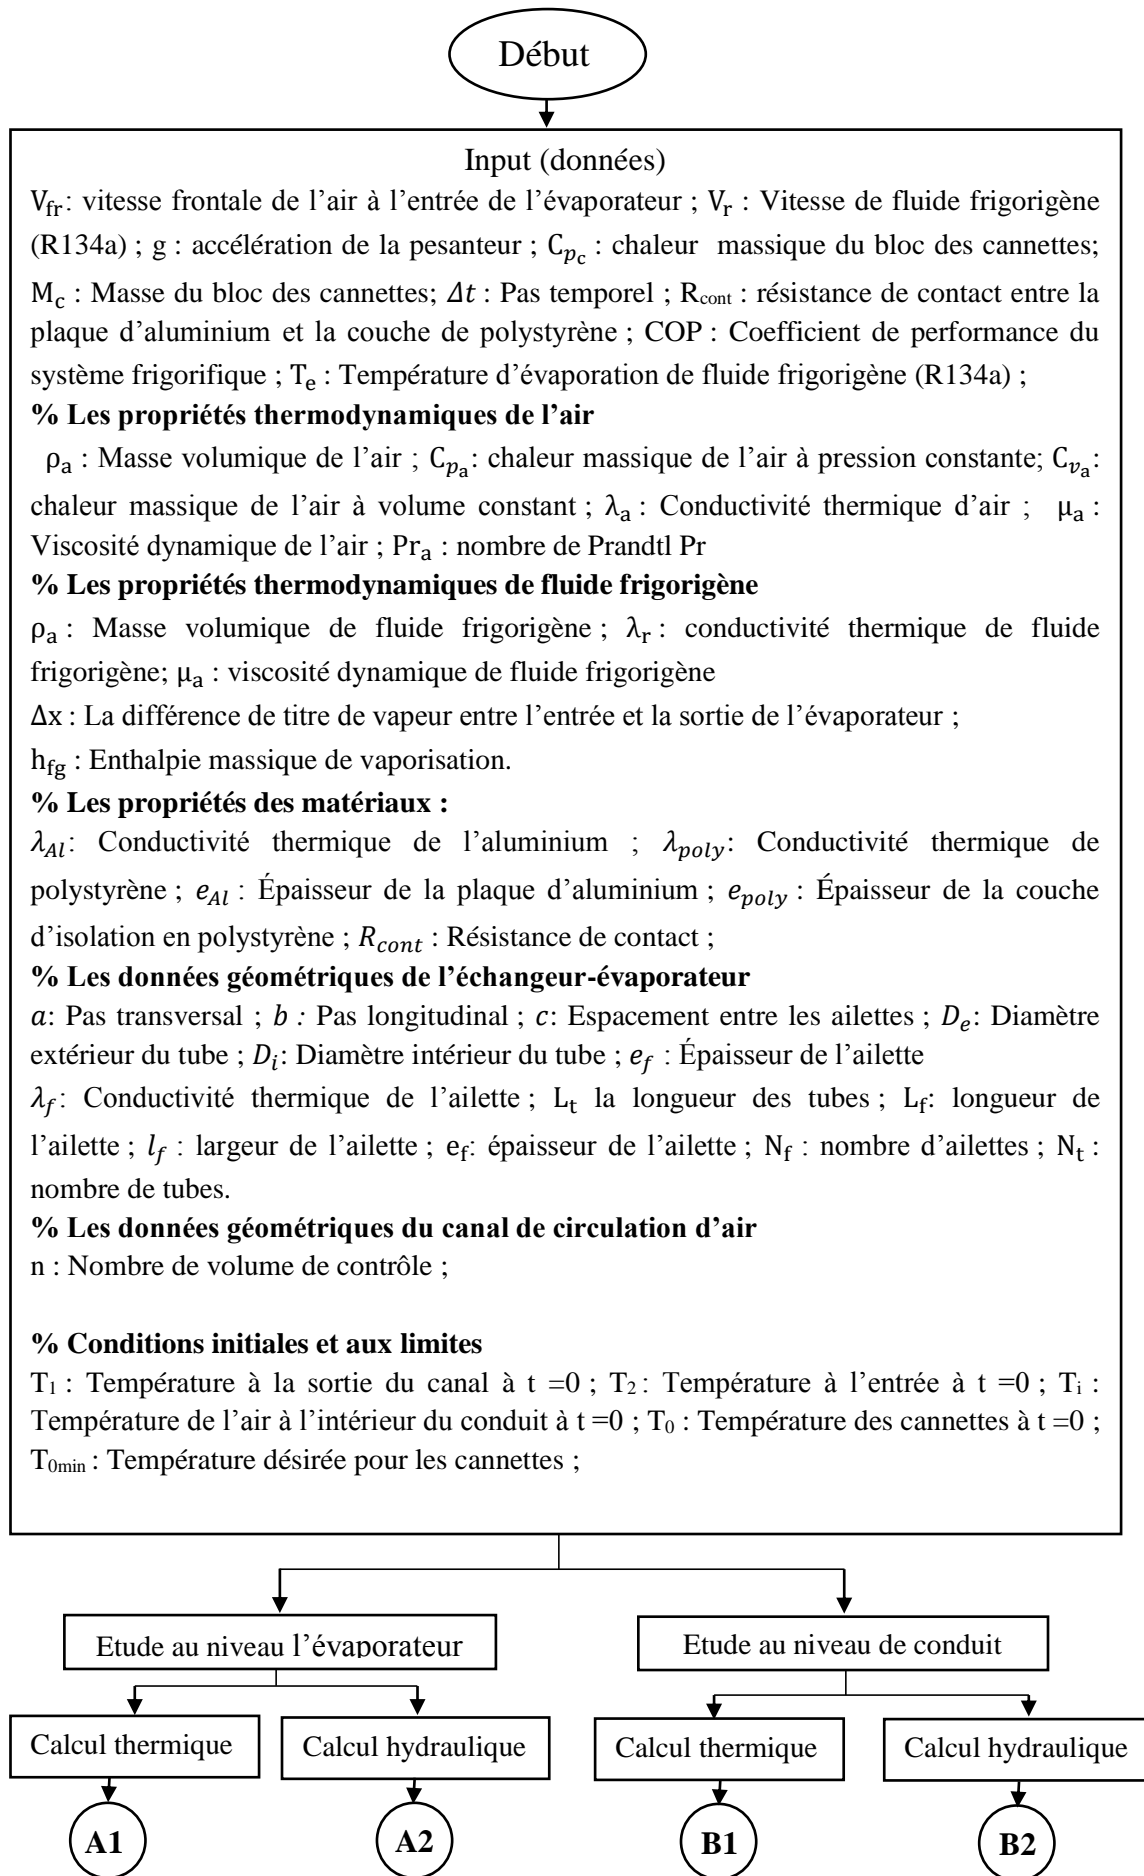 Début
Input (données)
V_fr : vitesse frontale de l’air à l’entrée de l’évaporateur ; V_r : Vitesse de fluide frigorigène
(R134a) ; g : accélération de la pesanteur ; C_{p_c} : chaleur massique du bloc des cannettes;
M_c : Masse du bloc des cannettes; Δt : Pas temporel ; R_cont : résistance de contact entre la
plaque d’aluminium et la couche de polystyrène ; COP : Coefficient de performance du
système frigorifique ; T_e : Température d’évaporation de fluide frigorigène (R134a) ;
% Les propriétés thermodynamiques de l’air
ρ_a : Masse volumique de l’air ; C_{p_a}: chaleur massique de l’air à pression constante; C_{v_a}:
chaleur massique de l’air à volume constant ; λ_a : Conductivité thermique d’air ; μ_a :
Viscosité dynamique de l’air ; Pr_a : nombre de Prandtl Pr
% Les propriétés thermodynamiques de fluide frigorigène
ρ_a : Masse volumique de fluide frigorigène ; λ_r : conductivité thermique de fluide
frigorigène; μ_a : viscosité dynamique de fluide frigorigène
Δx : La différence de titre de vapeur entre l’entrée et la sortie de l’évaporateur ;
h_fg : Enthalpie massique de vaporisation.
% Les propriétés des matériaux :
λ_Al: Conductivité thermique de l’aluminium ; λ_poly: Conductivité thermique de
polystyrène ; e_Al : Épaisseur de la plaque d’aluminium ; e_poly : Épaisseur de la couche
d’isolation en polystyrène ; R_cont : Résistance de contact ;
% Les données géométriques de l’échangeur-évaporateur
a: Pas transversal ; b : Pas longitudinal ; c: Espacement entre les ailettes ; D_e: Diamètre
extérieur du tube ; D_i: Diamètre intérieur du tube ; e_f : Épaisseur de l’ailette
λ_f: Conductivité thermique de l’ailette ; L_t la longueur des tubes ; L_f: longueur de
l’ailette ; l_f : largeur de l’ailette ; e_f: épaisseur de l’ailette ; N_f : nombre d’ailettes ; N_t :
nombre de tubes.
% Les données géométriques du canal de circulation d’air
n : Nombre de volume de contrôle ;
% Conditions initiales et aux limites
T_1 : Température à la sortie du canal à t =0 ; T_2 : Température à l’entrée à t =0 ; T_i :
Température de l’air à l’intérieur du conduit à t =0 ; T_0 : Température des cannettes à t =0 ;
T_0min : Température désirée pour les cannettes ;
Etude au niveau l’évaporateur
Etude au niveau de conduit
Calcul thermique
Calcul hydraulique
Calcul thermique
Calcul hydraulique
A1
A2
B1
B2